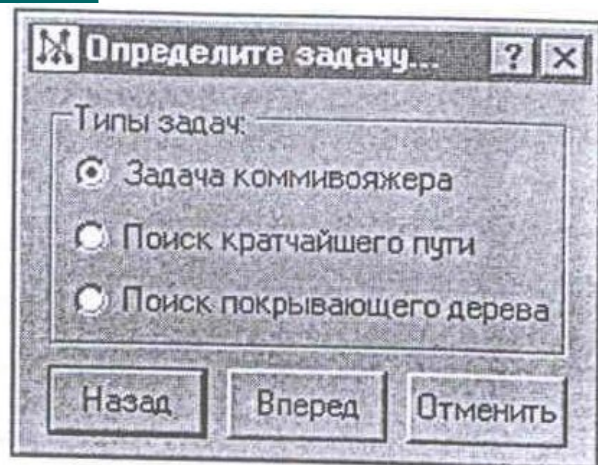 Определите задачу...
Типы задач:
Задача коммивояжера
Поиск кратчайшего пути
Поиск покрывающего дерева
Назад Вперед Отменить